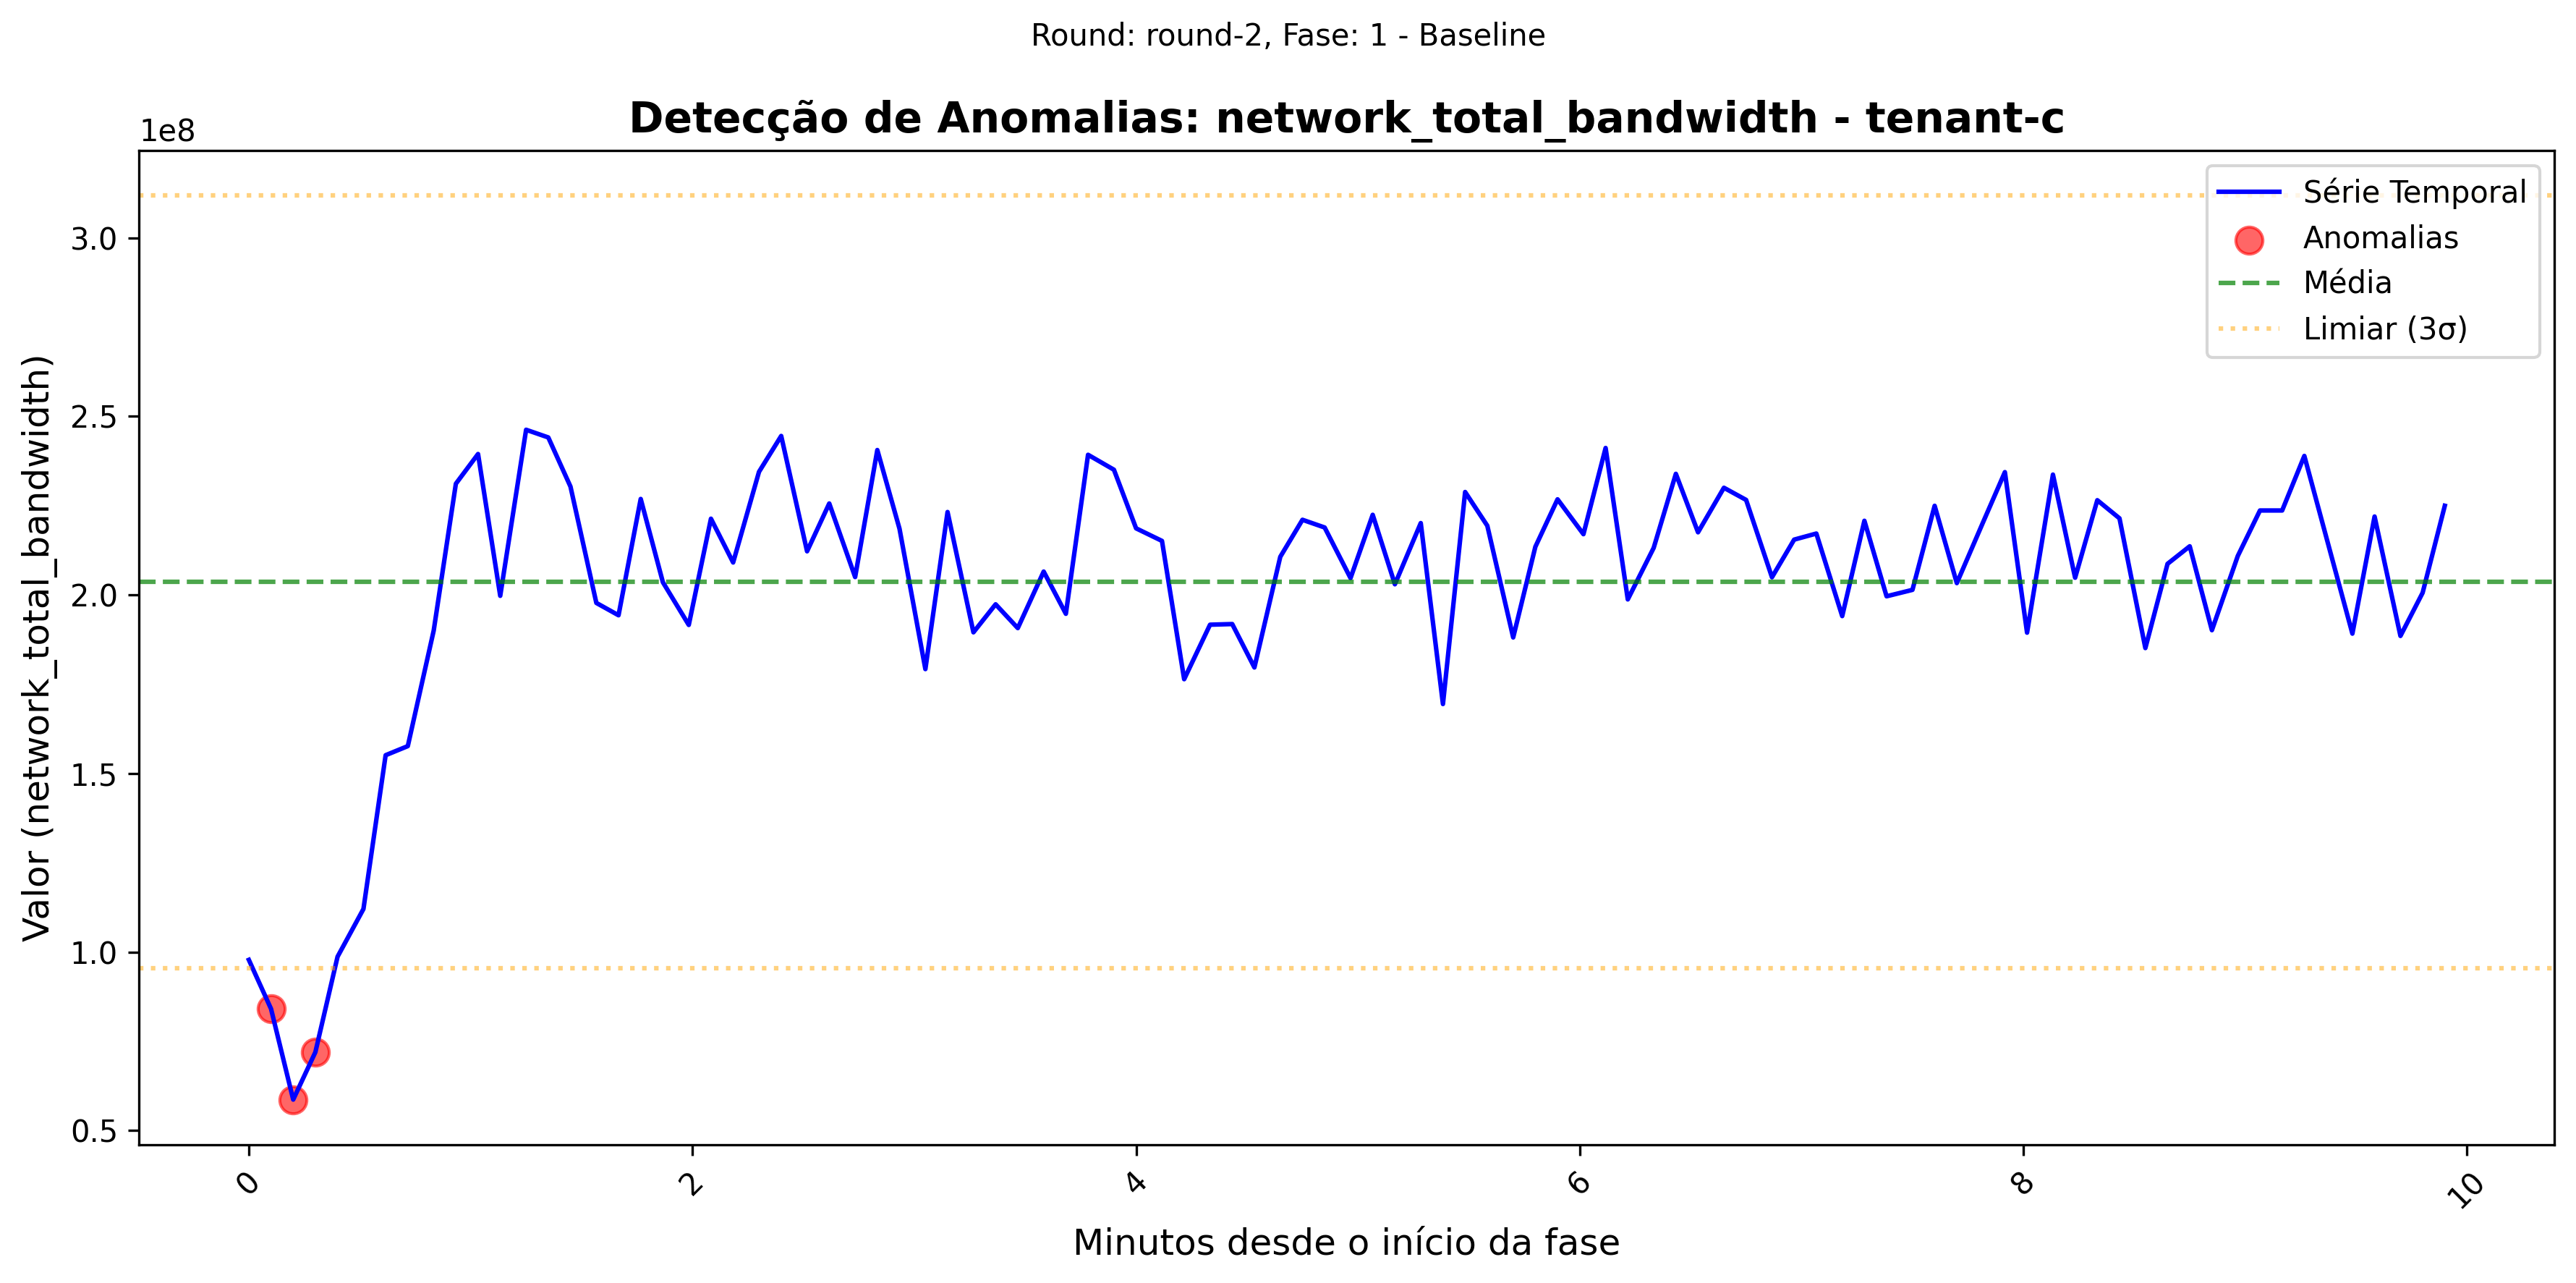 Round: round-2, Fase: 1 - Baseline
Detecção de Anomalias: network_total_bandwidth - tenant-c
1e8
Série Temporal
Anomalias
Média
Limiar (3σ)
Valor (network_total_bandwidth)
3.0
2.5
2.0
1.5
1.0
0.5
0
2
4
6
8
10
Minutos desde o início da fase